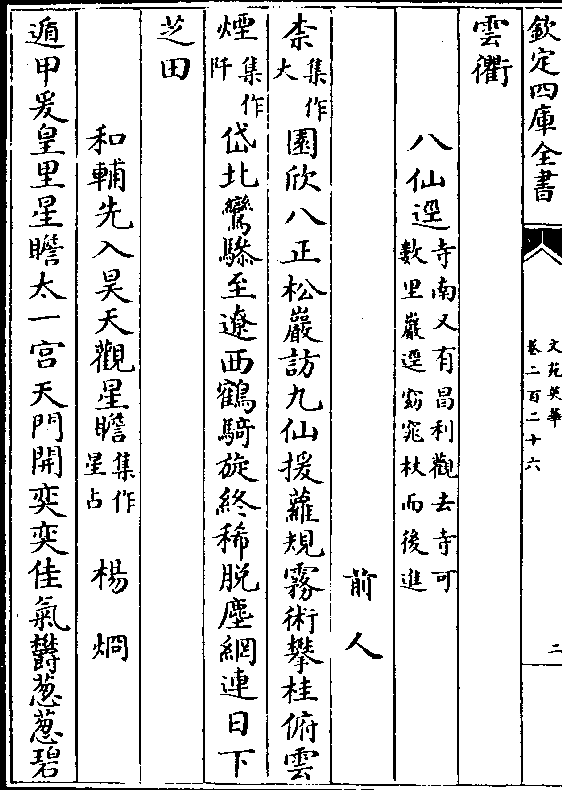 欽定四庫全書
文苑英華
卷二百二十六
二
雲衢
八仙逕寺南又有昌利觀去寺可數里巖逕窈窕杖而後進
前人
柰集作大園欣八正松巖訪九仙援蘿規霧術攀桂俯雲
煙集作阡岱北鸞驂至遼西鶴騎旋終稀脫塵網連日下
芝田
和輔先入昊天觀星瞻集作星占 楊烱
遁甲爰皇里星瞻太一宮天門開奕奕佳氣欝葱葱碧